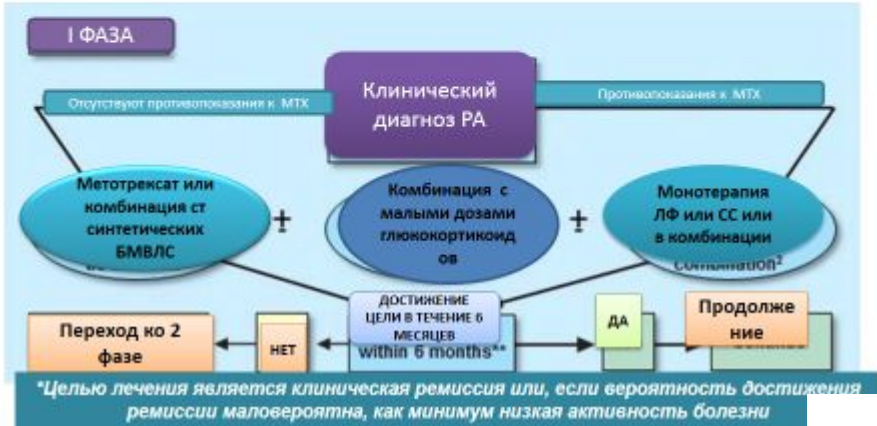 I ФАЗА
Клинический
диагноз РА
Отсутствуют противопоказания к МТХ
Противопоказания к МТХ
Метотрексат или
комбинация ст
синтетических
БМВЛС
±
Комбинация с
малыми дозами
глюкокортикоид
ов
±
Монотерапия
ЛФ или СС или
в комбинации
combination²
ДОСТИЖЕНИЕ
ЦЕЛИ В ТЕЧЕНИЕ 6
МЕСЯЦЕВ
within 6 months**
Переход ко 2
фазе
НЕТ
ДА
Продолже
ние
*Целью лечения является клиническая ремиссия или, если вероятность достижения
ремиссии маловероятна, как минимум низкая активность болезни